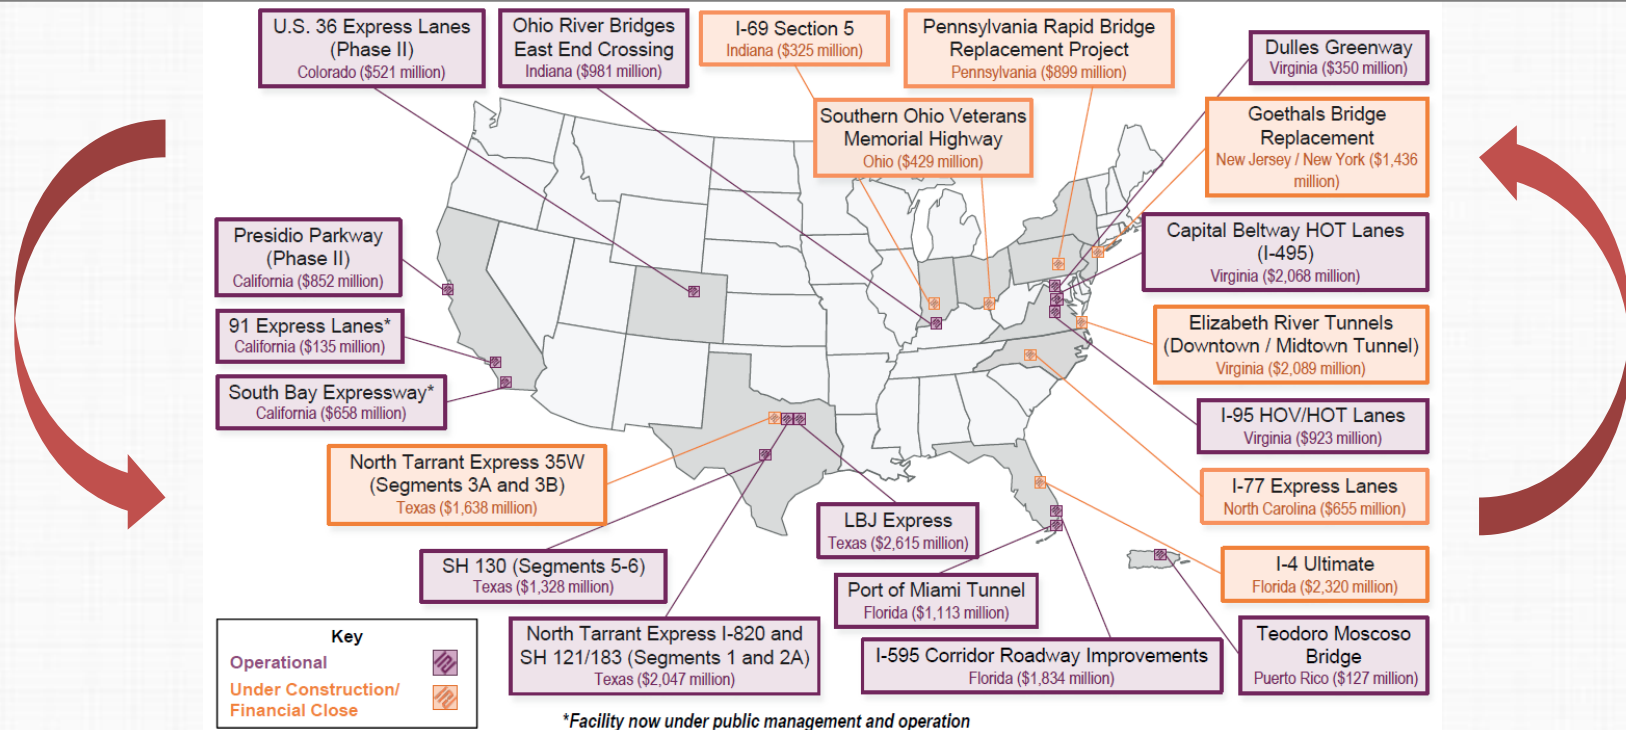 U.S. 36 Express Lanes
(Phase II)
Colorado ($521 million)
Ohio River Bridges
East End Crossing
Indiana ($981 million)
I-69 Section 5
Indiana ($325 million)
Pennsylvania Rapid Bridge
Replacement Project
Pennsylvania ($899 million)
Dulles Greenway
Virginia ($350 million)
Southern Ohio Veterans
Memorial Highway
Ohio ($429 million)
Goethals Bridge
Replacement
New Jersey / New York ($1,436
million)
Presidio Parkway
(Phase II)
California ($852 million)
Capital Beltway HOT Lanes
(I-495)
Virginia ($2,068 million)
91 Express Lanes*
California ($135 million)
Elizabeth River Tunnels
(Downtown / Midtown Tunnel)
Virginia ($2,089 million)
South Bay Expressway*
California ($658 million)
I-95 HOV/HOT Lanes
Virginia ($923 million)
North Tarrant Express 35W
(Segments 3A and 3B)
Texas ($1,638 million)
I-77 Express Lanes
North Carolina ($655 million)
LBJ Express
Texas ($2,615 million)
SH 130 (Segments 5-6)
Texas ($1,328 million)
I-4 Ultimate
Florida ($2,320 million)
Port of Miami Tunnel
Florida ($1,113 million)
North Tarrant Express I-820 and
SH 121/183 (Segments 1 and 2A)
Texas ($2,047 million)
I-595 Corridor Roadway Improvements
Florida ($1,834 million)
Teodoro Moscoso
Bridge
Puerto Rico ($127 million)
Key
Operational
Under Construction/
Financial Close
*Facility now under public management and operation